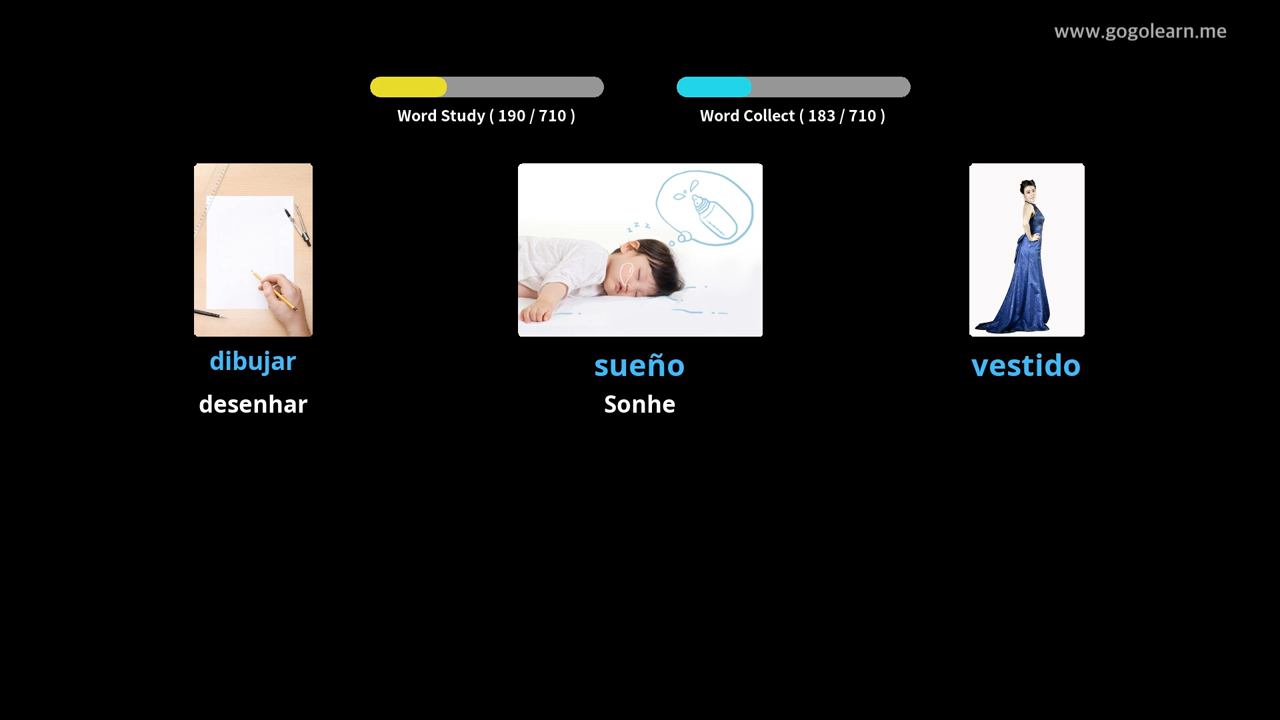 www.gogolearn.me
Word Study ( 190 / 710 )
Word Collect ( 183 / 710 )
dibujar
desenhar
sueño
Sonhe
vestido